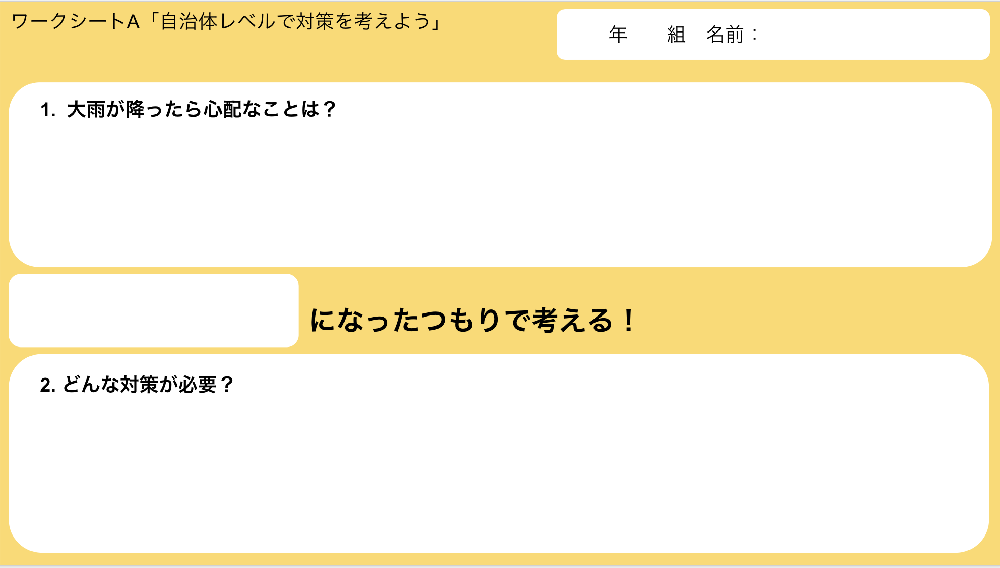 ワークシートA「自治体レベルで対策を考えよう」
年　　組　名前：
1. 大雨が降ったら心配なことは？
になったつもりで考える！
2. どんな対策が必要？